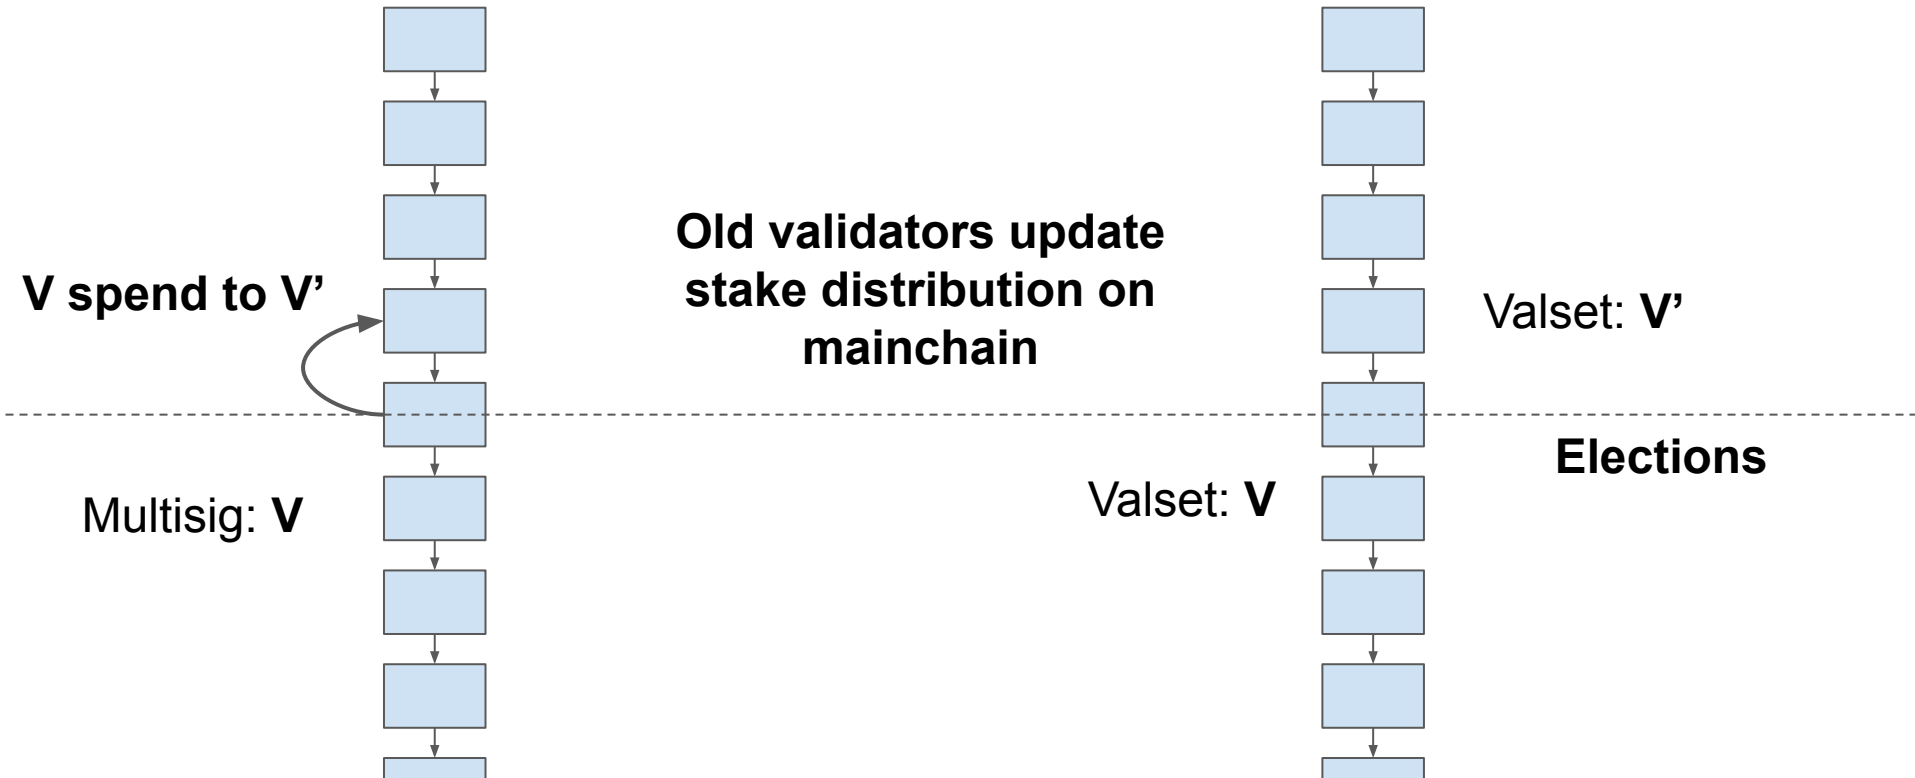 Old validators update
stake distribution on
mainchain
V spend to V’
Valset: V’
Elections
Multisig: V
Valset: V